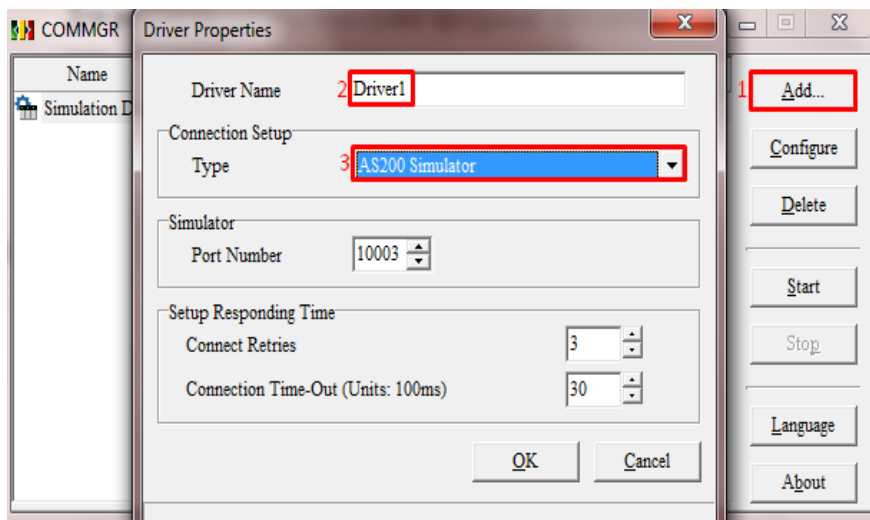 COMMGR
Driver Properties
Name
Simulation D
Driver Name
2
Driver1
Connection Setup
Type
3
AS200 Simulator
Simulator
Port Number
10003
Setup Responding Time
Connect Retries
3
Connection Time-Out (Units: 100ms)
30
OK
Cancel
1
Add...
Configure
Delete
Start
Stop
Language
About